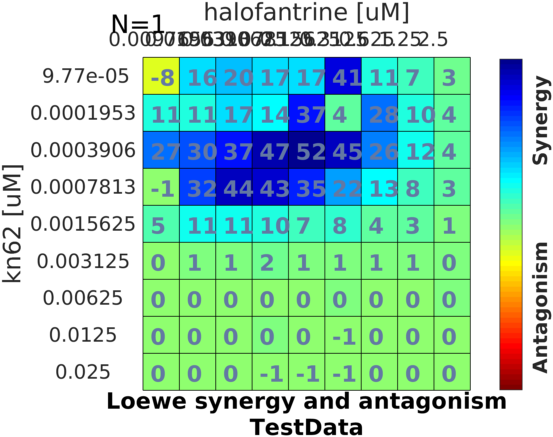 halofantrine [uM]
N=1
1.25 2.5
9.77e-05 -8 16 20 17 17 41 11 7 3
0.0001953 11 11 17 14 37 4 28 10 4
0.0003906 27 30 37 47 52 45 26 12 4
0.0007813 -1 32 44 43 35 22 13 8 3
0.0015625 5 11 11 10 7 8 4 3 1
0.003125 0 1 1 2 1 1 1 1 0
0.00625 0 0 0 0 0 0 0 0 0
0.0125 0 0 0 0 0 -1 0 0 0
0.025 0 0 0 -1 -1 -1 0 0 0
kn62 [uM]
Synergy
Antagonism
Loewe synergy and antagonism
TestData